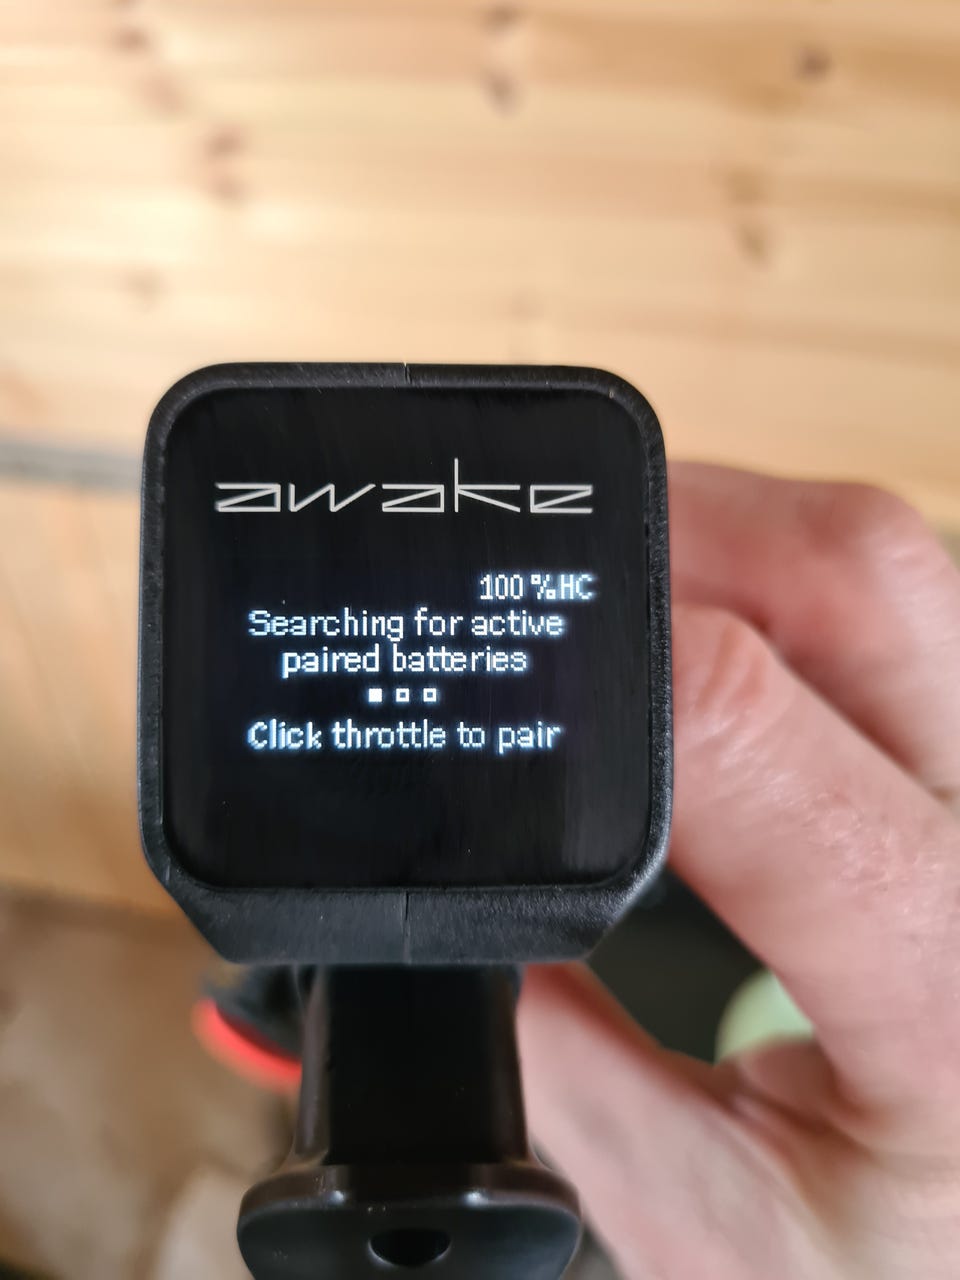 awake
100 %HC
Searching for active
paired batteries
Click throttle to pair